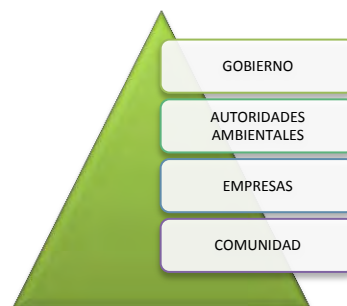 GOBIERNO
AUTORIDADES
AMBIENTALES
EMPRESAS
COMUNIDAD